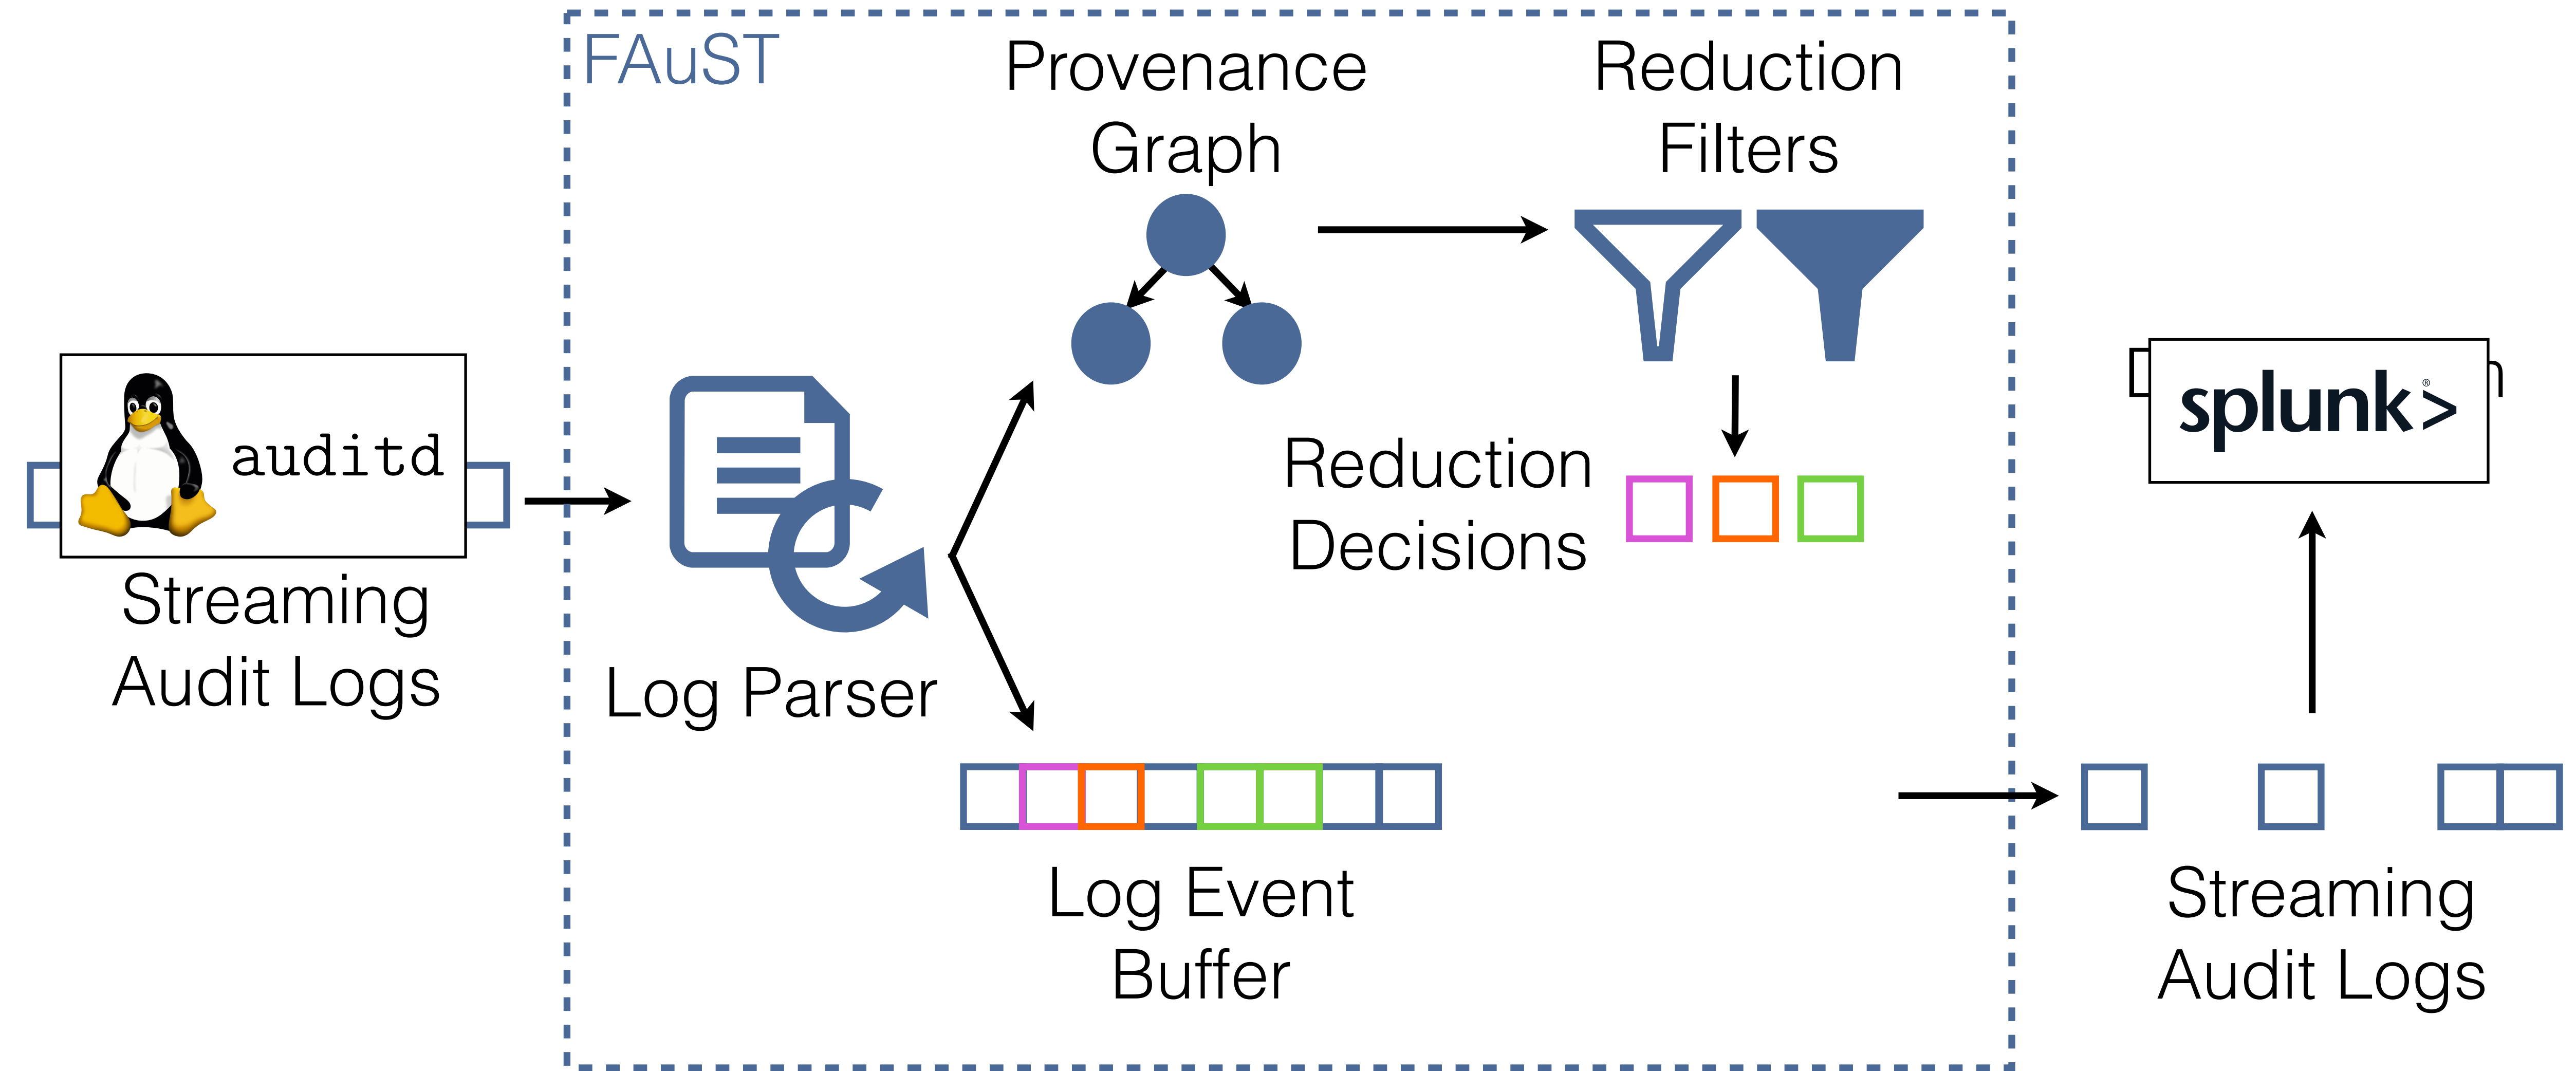 FAuST
Provenance
Graph
Reduction
Filters
auditd
Streaming
Audit Logs
Log Parser
Reduction
Decisions
splunk®>
Log Event
Buffer
Streaming
Audit Logs